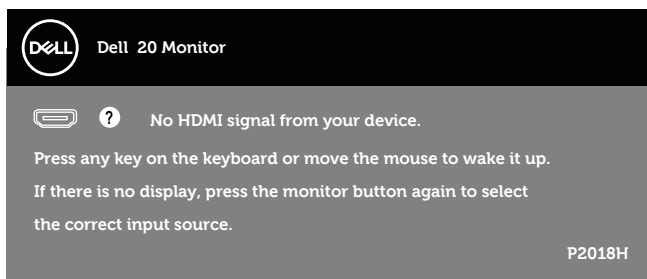 DELL Dell 20 Monitor
? No HDMI signal from your device.
Press any key on the keyboard or move the mouse to wake it up.
If there is no display, press the monitor button again to select
the correct input source.
P2018H